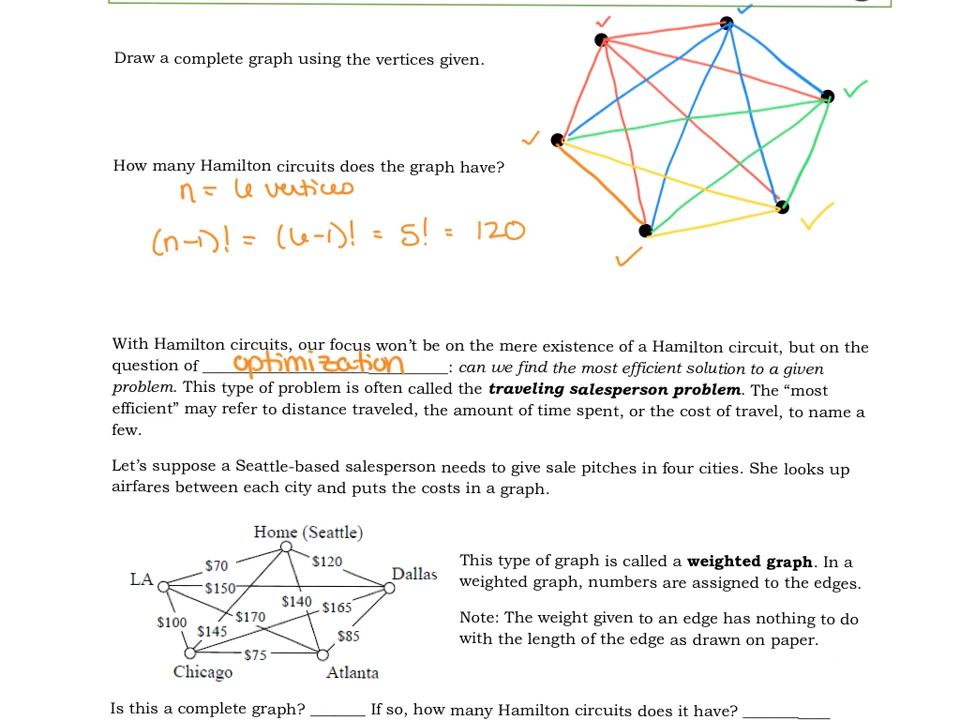 Draw a complete graph using the vertices given.
How many Hamilton circuits does the graph have?
n = 6 vertices
(n-1)! = (6-1)! = 5! = 120
With Hamilton circuits, our focus won't be on the mere existence of a Hamilton circuit, but on the
question of optimization: can we find the most efficient solution to a given
problem. This type of problem is often called the traveling salesperson problem. The “most
efficient” may refer to distance traveled, the amount of time spent, or the cost of travel, to name a
few.
Let's suppose a Seattle-based salesperson needs to give sale pitches in four cities. She looks up
airfares between each city and puts the costs in a graph.
Home (Seattle)
$70
$120
LA
Dallas
$150
$140
$165
$100
$170
$145
$85
$75
Chicago
Atlanta
This type of graph is called a weighted graph. In a
weighted graph, numbers are assigned to the edges.
Note: The weight given to an edge has nothing to do
with the length of the edge as drawn on paper.
Is this a complete graph? ______ If so, how many Hamilton circuits does it have? _________